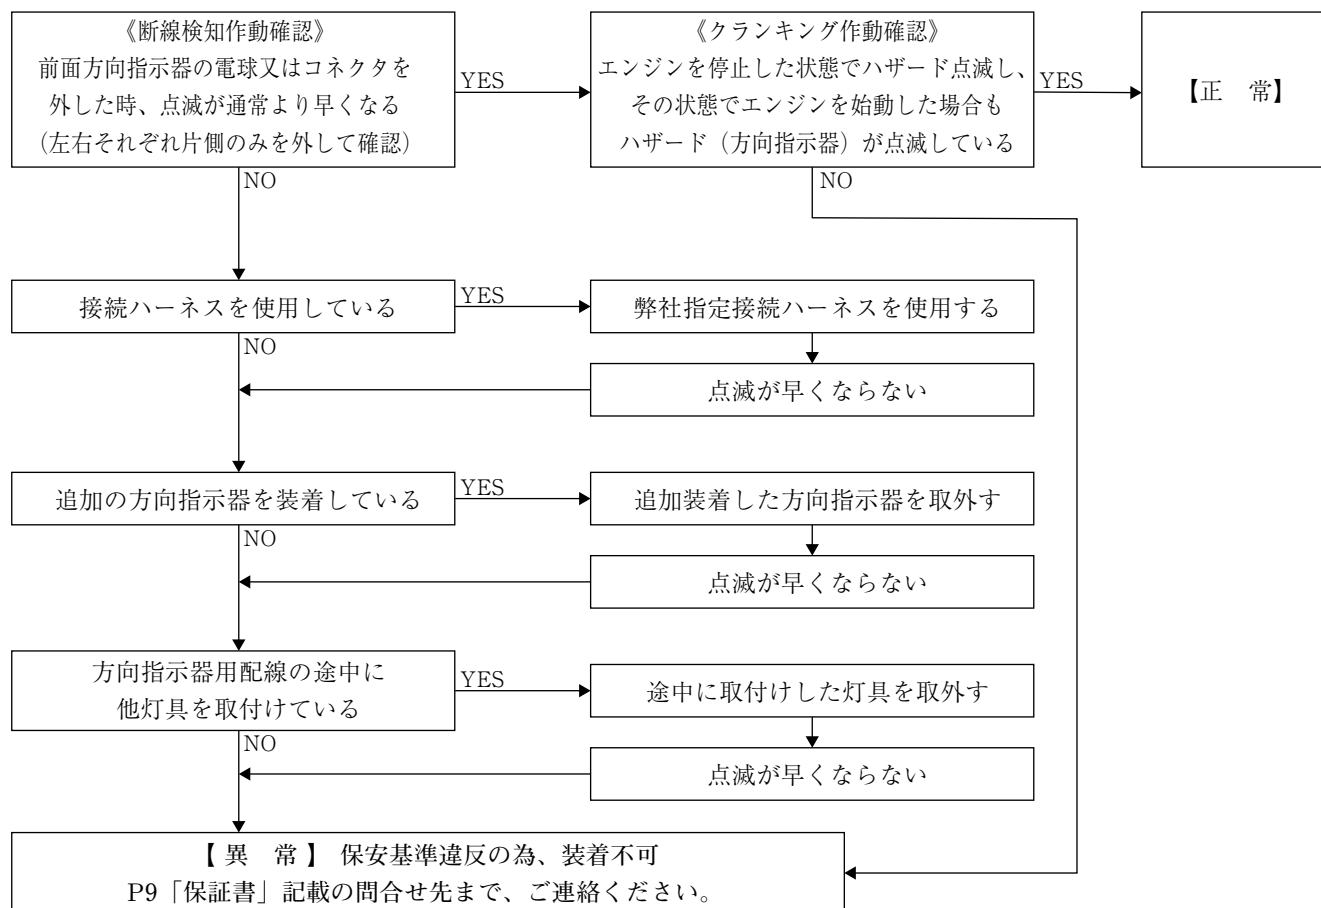 《断線検知作動確認》
前面方向指示器の電球又はコネクタを
外した時、点滅が通常より早くなる
(左右それぞれ片側のみを外して確認)
YES
《クランキング作動確認》
エンジンを停止した状態でハザード点滅し、
その状態でエンジンを始動した場合も
ハザード（方向指示器）が点滅している
YES
【正　常】
NO
NO
接続ハーネスを使用している
YES
弊社指定接続ハーネスを使用する
NO
点滅が早くならない
追加の方向指示器を装着している
YES
追加装着した方向指示器を取外す
NO
点滅が早くならない
方向指示器用配線の途中に
他灯具を取付けている
YES
途中に取付けした灯具を取外す
NO
点滅が早くならない
【 異　常 】 保安基準違反の為、装着不可
P9「保証書」記載の問合せ先まで、ご連絡ください。